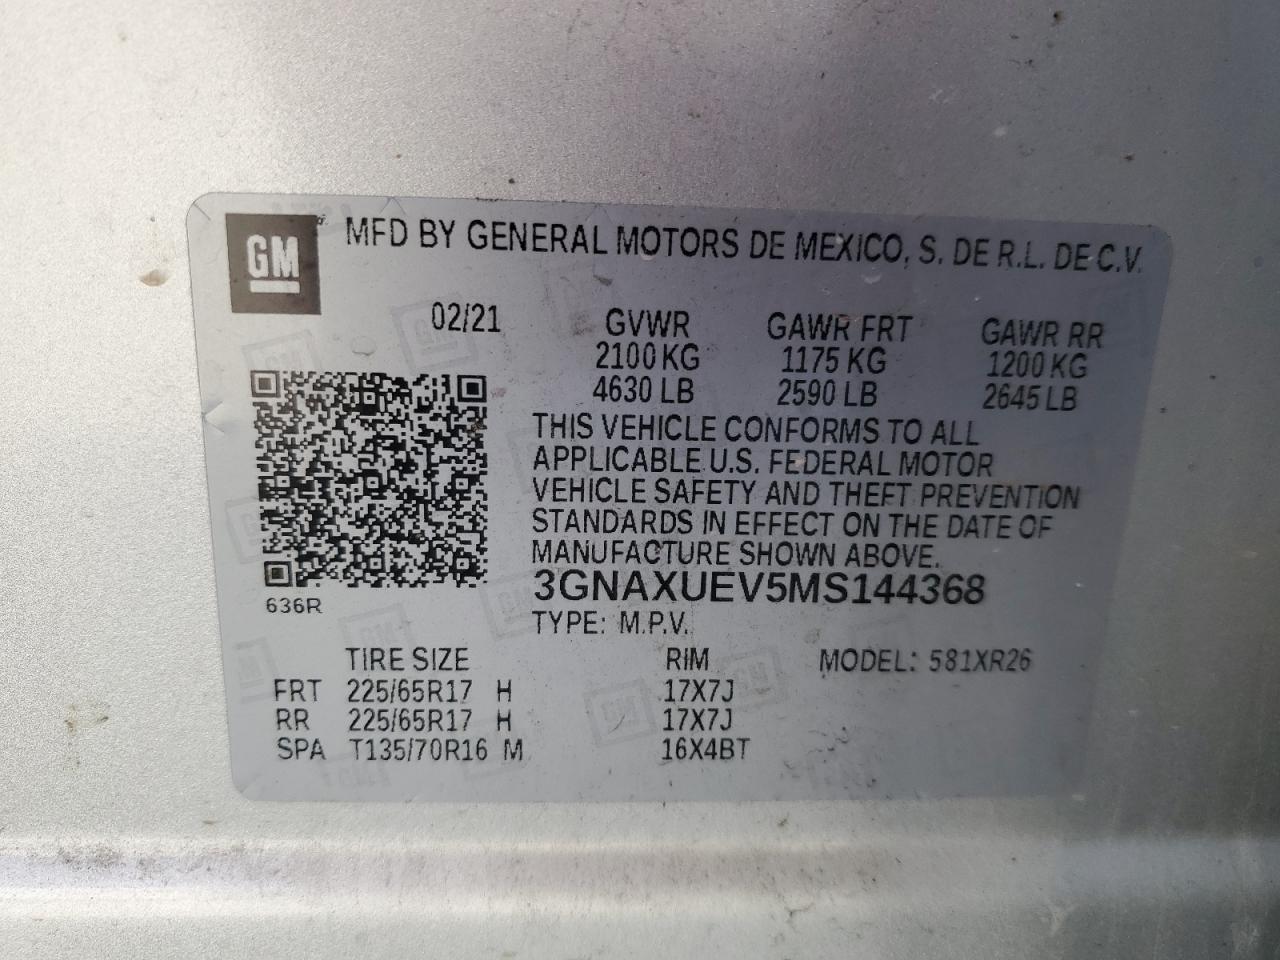 GM
MFD BY GENERAL MOTORS DE MEXICO, S. DE R.L. DE C.V.
02/21 GVWR GAWR FRT GAWR RR
2100 KG 1175 KG 1200 KG
4630 LB 2590 LB 2645 LB
THIS VEHICLE CONFORMS TO ALL
APPLICABLE U.S. FEDERAL MOTOR
VEHICLE SAFETY AND THEFT PREVENTION
STANDARDS IN EFFECT ON THE DATE OF
MANUFACTURE SHOWN ABOVE.
3GNAXUEV5MS144368
636R
TYPE: M.P.V.
TIRE SIZE RIM MODEL: 581XR26
FRT 225/65R17 H 17X7J
RR 225/65R17 H 17X7J
SPA T135/70R16 M 16X4BT